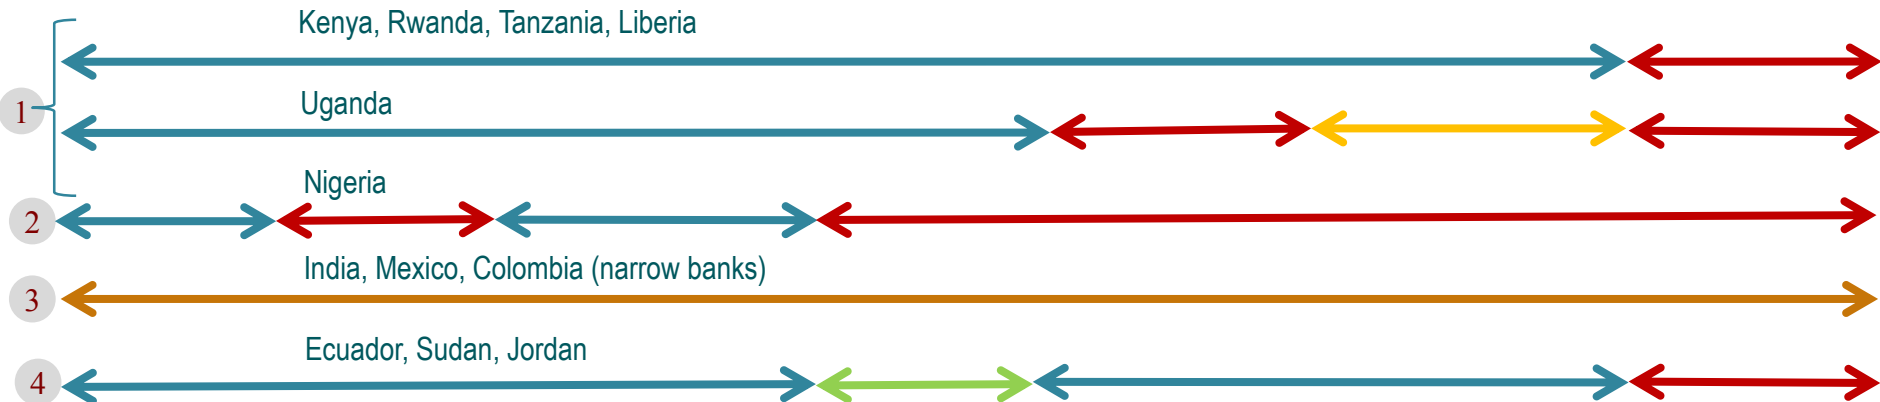 Kenya, Rwanda, Tanzania, Liberia
1
Uganda
Nigeria
2
India, Mexico, Colombia (narrow banks)
3
Ecuador, Sudan, Jordan
4